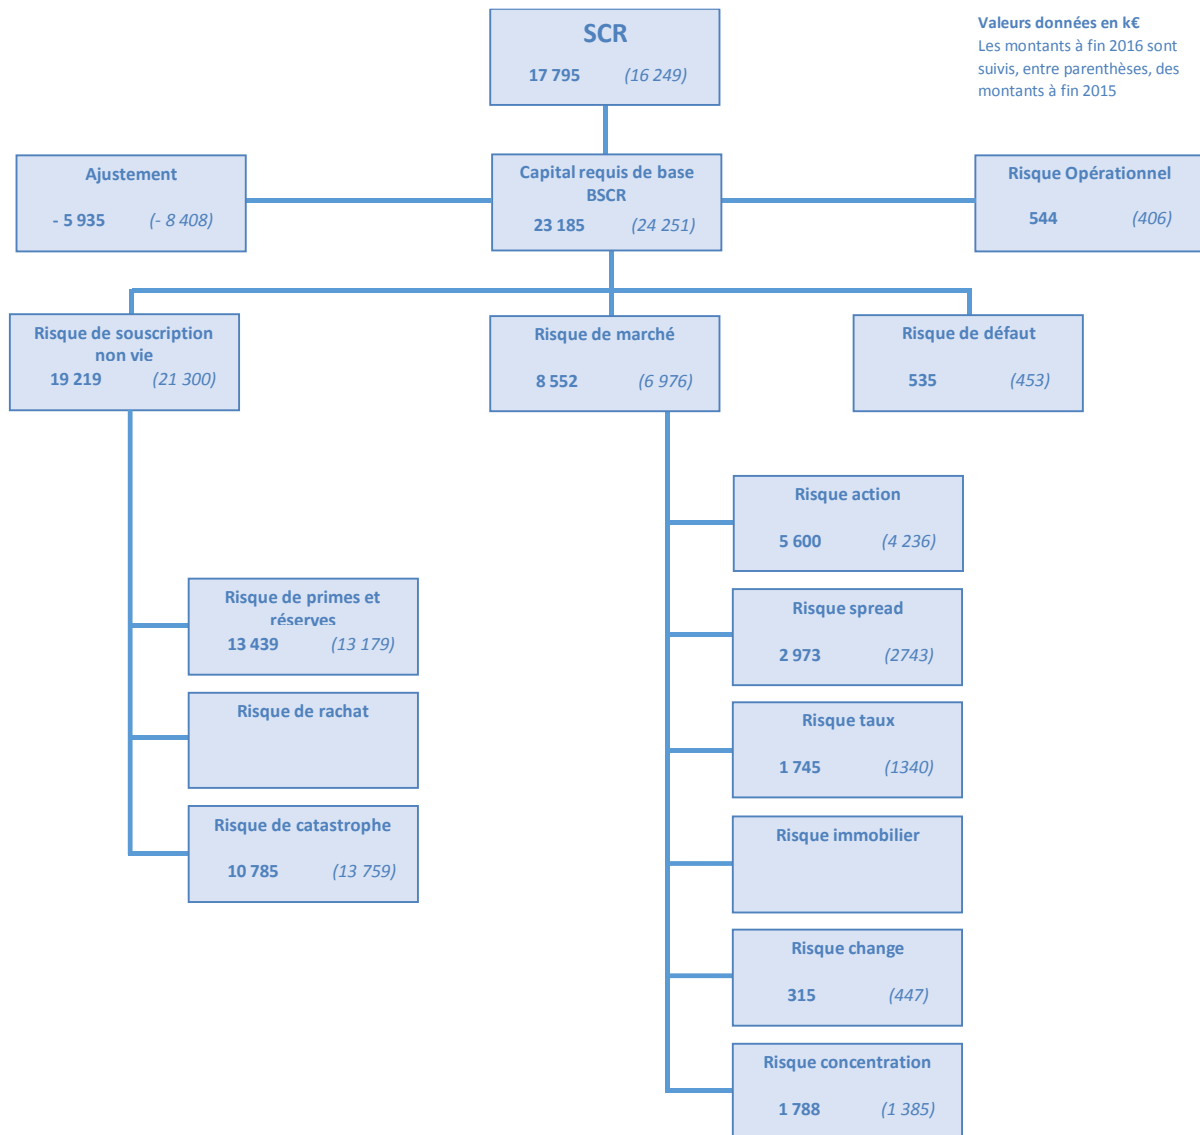 SCR
17 795 (16 249)
Valeurs données en k€
Les montants à fin 2016 sont
suivis, entre parenthèses, des
montants à fin 2015
Ajustement
- 5 935 (- 8 408)
Capital requis de base
BSCR
23 185 (24 251)
Risque Opérationnel
544 (406)
Risque de souscription
non vie
19 219 (21 300)
Risque de marché
8 552 (6 976)
Risque de défaut
535 (453)
Risque action
5 600 (4 236)
Risque de primes et
réserves
13 439 (13 179)
Risque spread
2 973 (2743)
Risque de rachat
Risque taux
1 745 (1340)
Risque de catastrophe
10 785 (13 759)
Risque immobilier
Risque change
315 (447)
Risque concentration
1 788 (1 385)